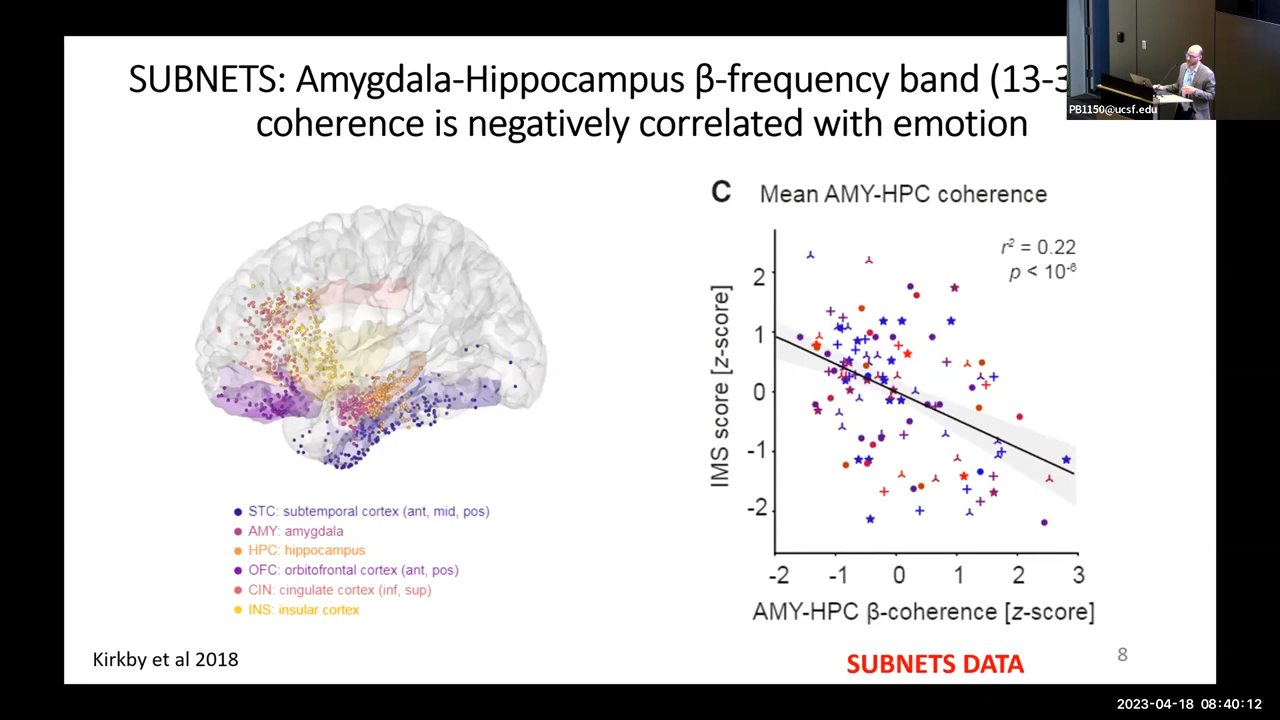 SUBNETS: Amygdala-Hippocampus β-frequency band (13-3
coherence is negatively correlated with emotion
PB1150@ucsf.edu
C Mean AMY-HPC coherence
r² = 0.22
p < 10⁻⁶
IMS score [z-score]
2
1
0
-1
-2
-2 -1 0 1 2 3
AMY-HPC β-coherence [z-score]
STC: subtemporal cortex (ant, mid, pos)
AMY: amygdala
HPC: hippocampus
OFC: orbitofrontal cortex (ant, pos)
CIN: cingulate cortex (inf, sup)
INS: insular cortex
Kirkby et al 2018
SUBNETS DATA
8
2023-04-18 08:40:12